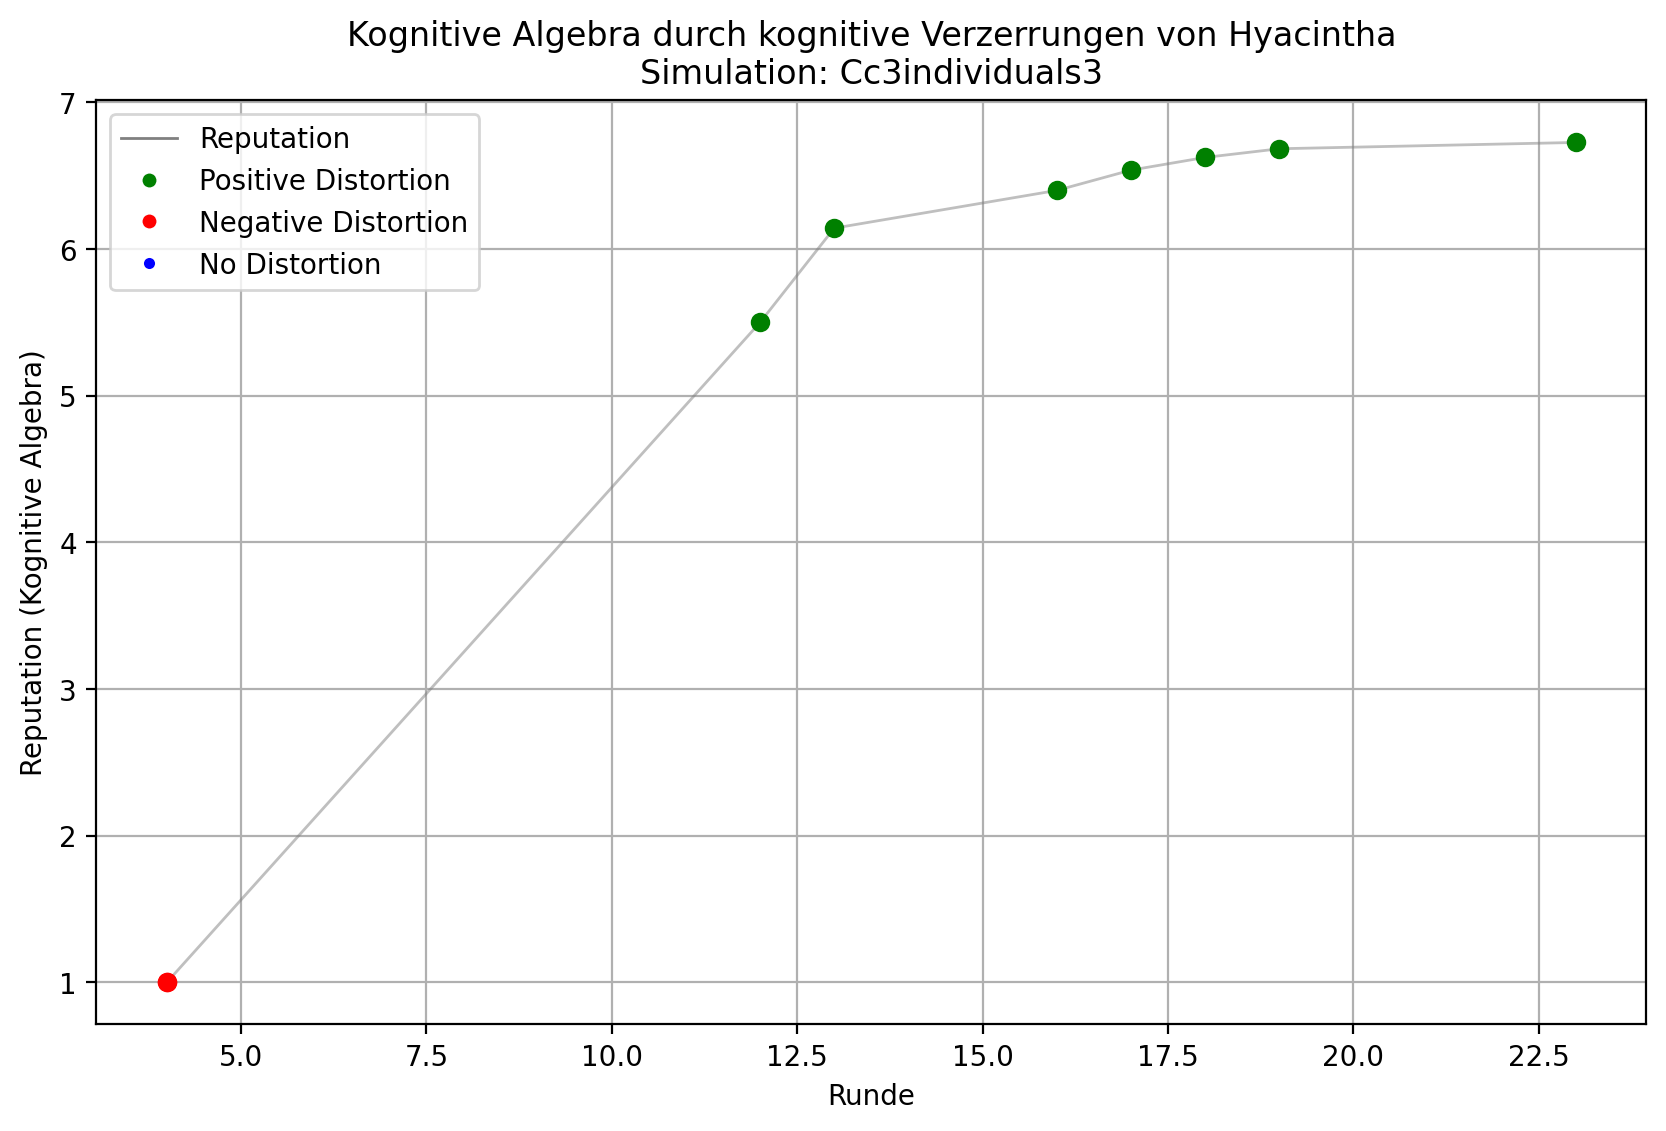 Kognitive Algebra durch kognitive Verzerrungen von Hyacintha
Simulation: Cc3individuals3
Reputation
Positive Distortion
Negative Distortion
No Distortion
Reputation (Kognitive Algebra)
7
6
5
4
3
2
1
5.0 7.5 10.0 12.5 15.0 17.5 20.0 22.5
Runde